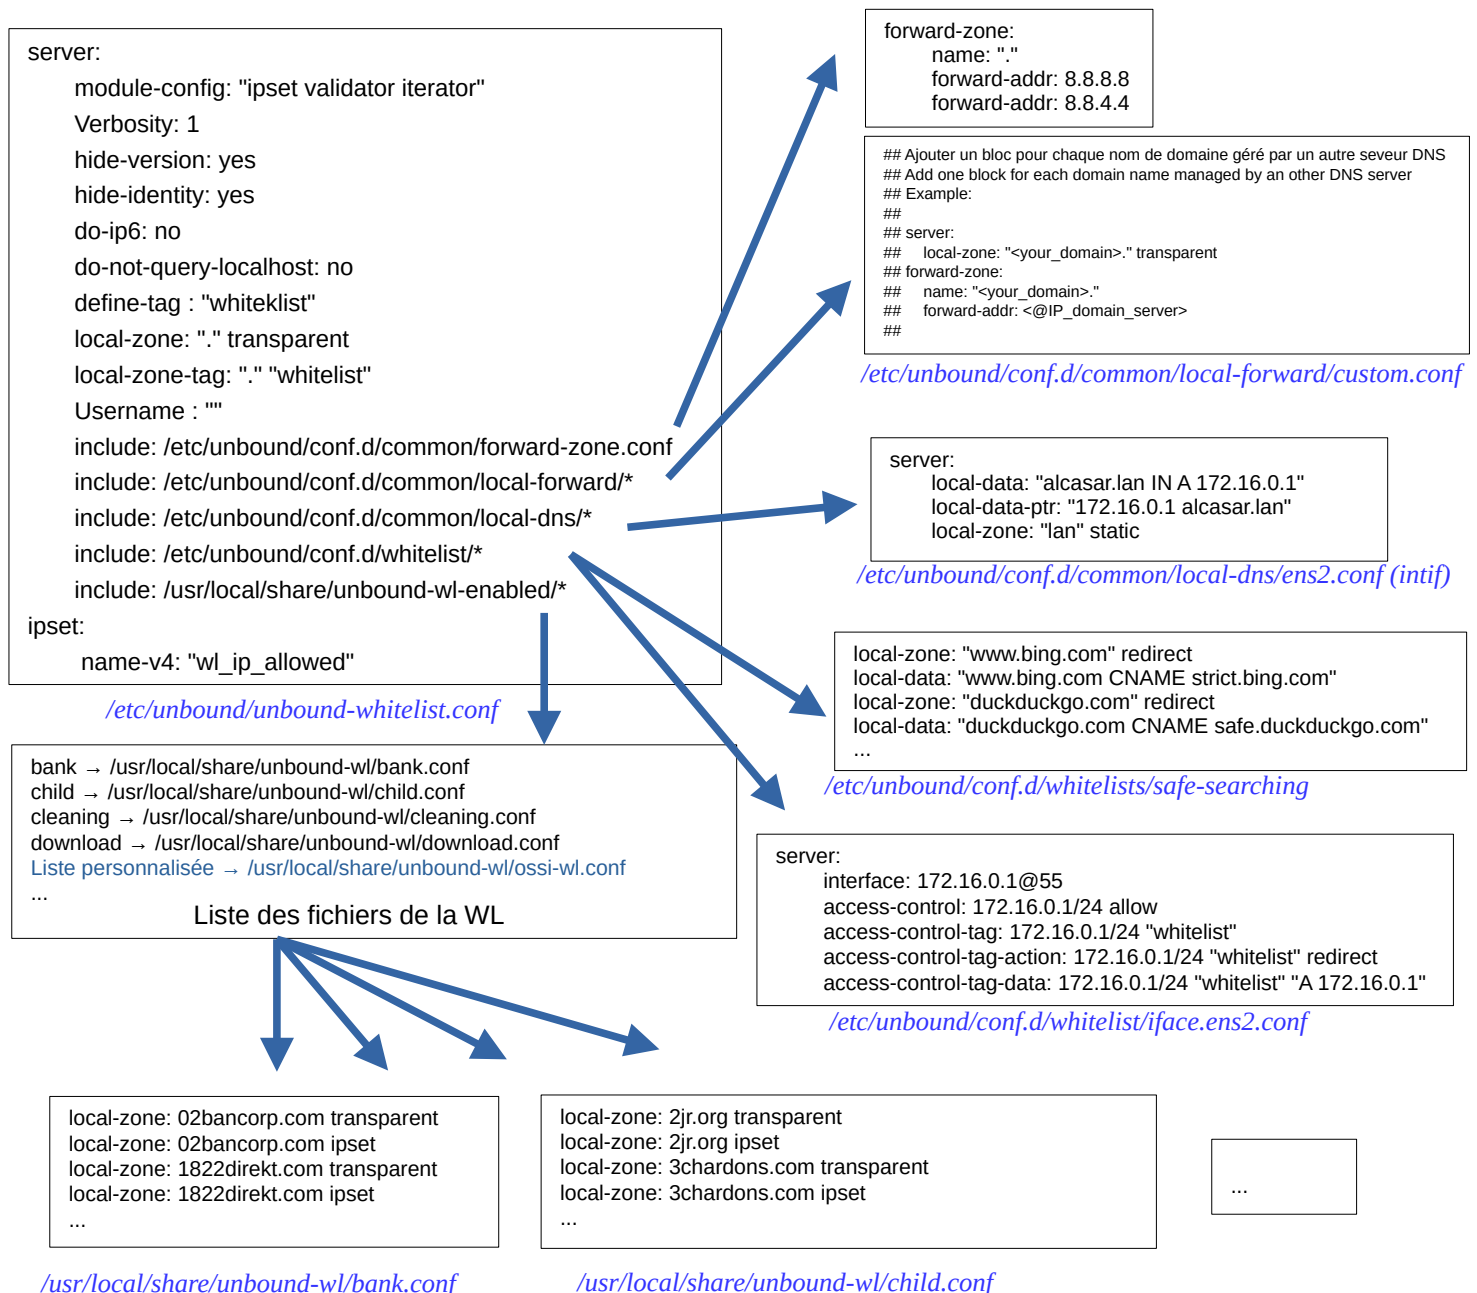 server:
module-config: "ipset validator iterator"
Verbosity: 1
hide-version: yes
hide-identity: yes
do-ip6: no
do-not-query-localhost: no
define-tag : "whiteklist"
local-zone: "." transparent
local-zone-tag: "." "whitelist"
Username : ""
include: /etc/unbound/conf.d/common/forward-zone.conf
include: /etc/unbound/conf.d/common/local-forward/*
include: /etc/unbound/conf.d/common/local-dns/*
include: /etc/unbound/conf.d/whitelist/*
include: /usr/local/share/unbound-wl-enabled/*
ipset:
name-v4: "wl_ip_allowed"
/etc/unbound/unbound-whitelist.conf
forward-zone:
name: "."
forward-addr: 8.8.8.8
forward-addr: 8.8.4.4
## Ajouter un bloc pour chaque nom de domaine géré par un autre seveur DNS
## Add one block for each domain name managed by an other DNS server
## Example:
##
## server:
## local-zone: "<your_domain>." transparent
## forward-zone:
## name: "<your_domain>."
## forward-addr: <@IP_domain_server>
##
/etc/unbound/conf.d/common/local-forward/custom.conf
server:
local-data: "alcasar.lan IN A 172.16.0.1"
local-data-ptr: "172.16.0.1 alcasar.lan"
local-zone: "lan" static
/etc/unbound/conf.d/common/local-dns/ens2.conf (intif)
local-zone: "www.bing.com" redirect
local-data: "www.bing.com CNAME strict.bing.com"
local-zone: "duckduckgo.com" redirect
local-data: "duckduckgo.com CNAME safe.duckduckgo.com"
...
/etc/unbound/conf.d/whitelists/safe-searching
server:
interface: 172.16.0.1@55
access-control: 172.16.0.1/24 allow
access-control-tag: 172.16.0.1/24 "whitelist"
access-control-tag-action: 172.16.0.1/24 "whitelist" redirect
access-control-tag-data: 172.16.0.1/24 "whitelist" "A 172.16.0.1"
/etc/unbound/conf.d/whitelist/iface.ens2.conf
bank → /usr/local/share/unbound-wl/bank.conf
child → /usr/local/share/unbound-wl/child.conf
cleaning → /usr/local/share/unbound-wl/cleaning.conf
download → /usr/local/share/unbound-wl/download.conf
Liste personnalisée → /usr/local/share/unbound-wl/ossi-wl.conf
...
Liste des fichiers de la WL
local-zone: 02bancorp.com transparent
local-zone: 02bancorp.com ipset
local-zone: 1822direkt.com transparent
local-zone: 1822direkt.com ipset
...
/usr/local/share/unbound-wl/bank.conf
local-zone: 2jr.org transparent
local-zone: 2jr.org ipset
local-zone: 3chardons.com transparent
local-zone: 3chardons.com ipset
...
/usr/local/share/unbound-wl/child.conf
...